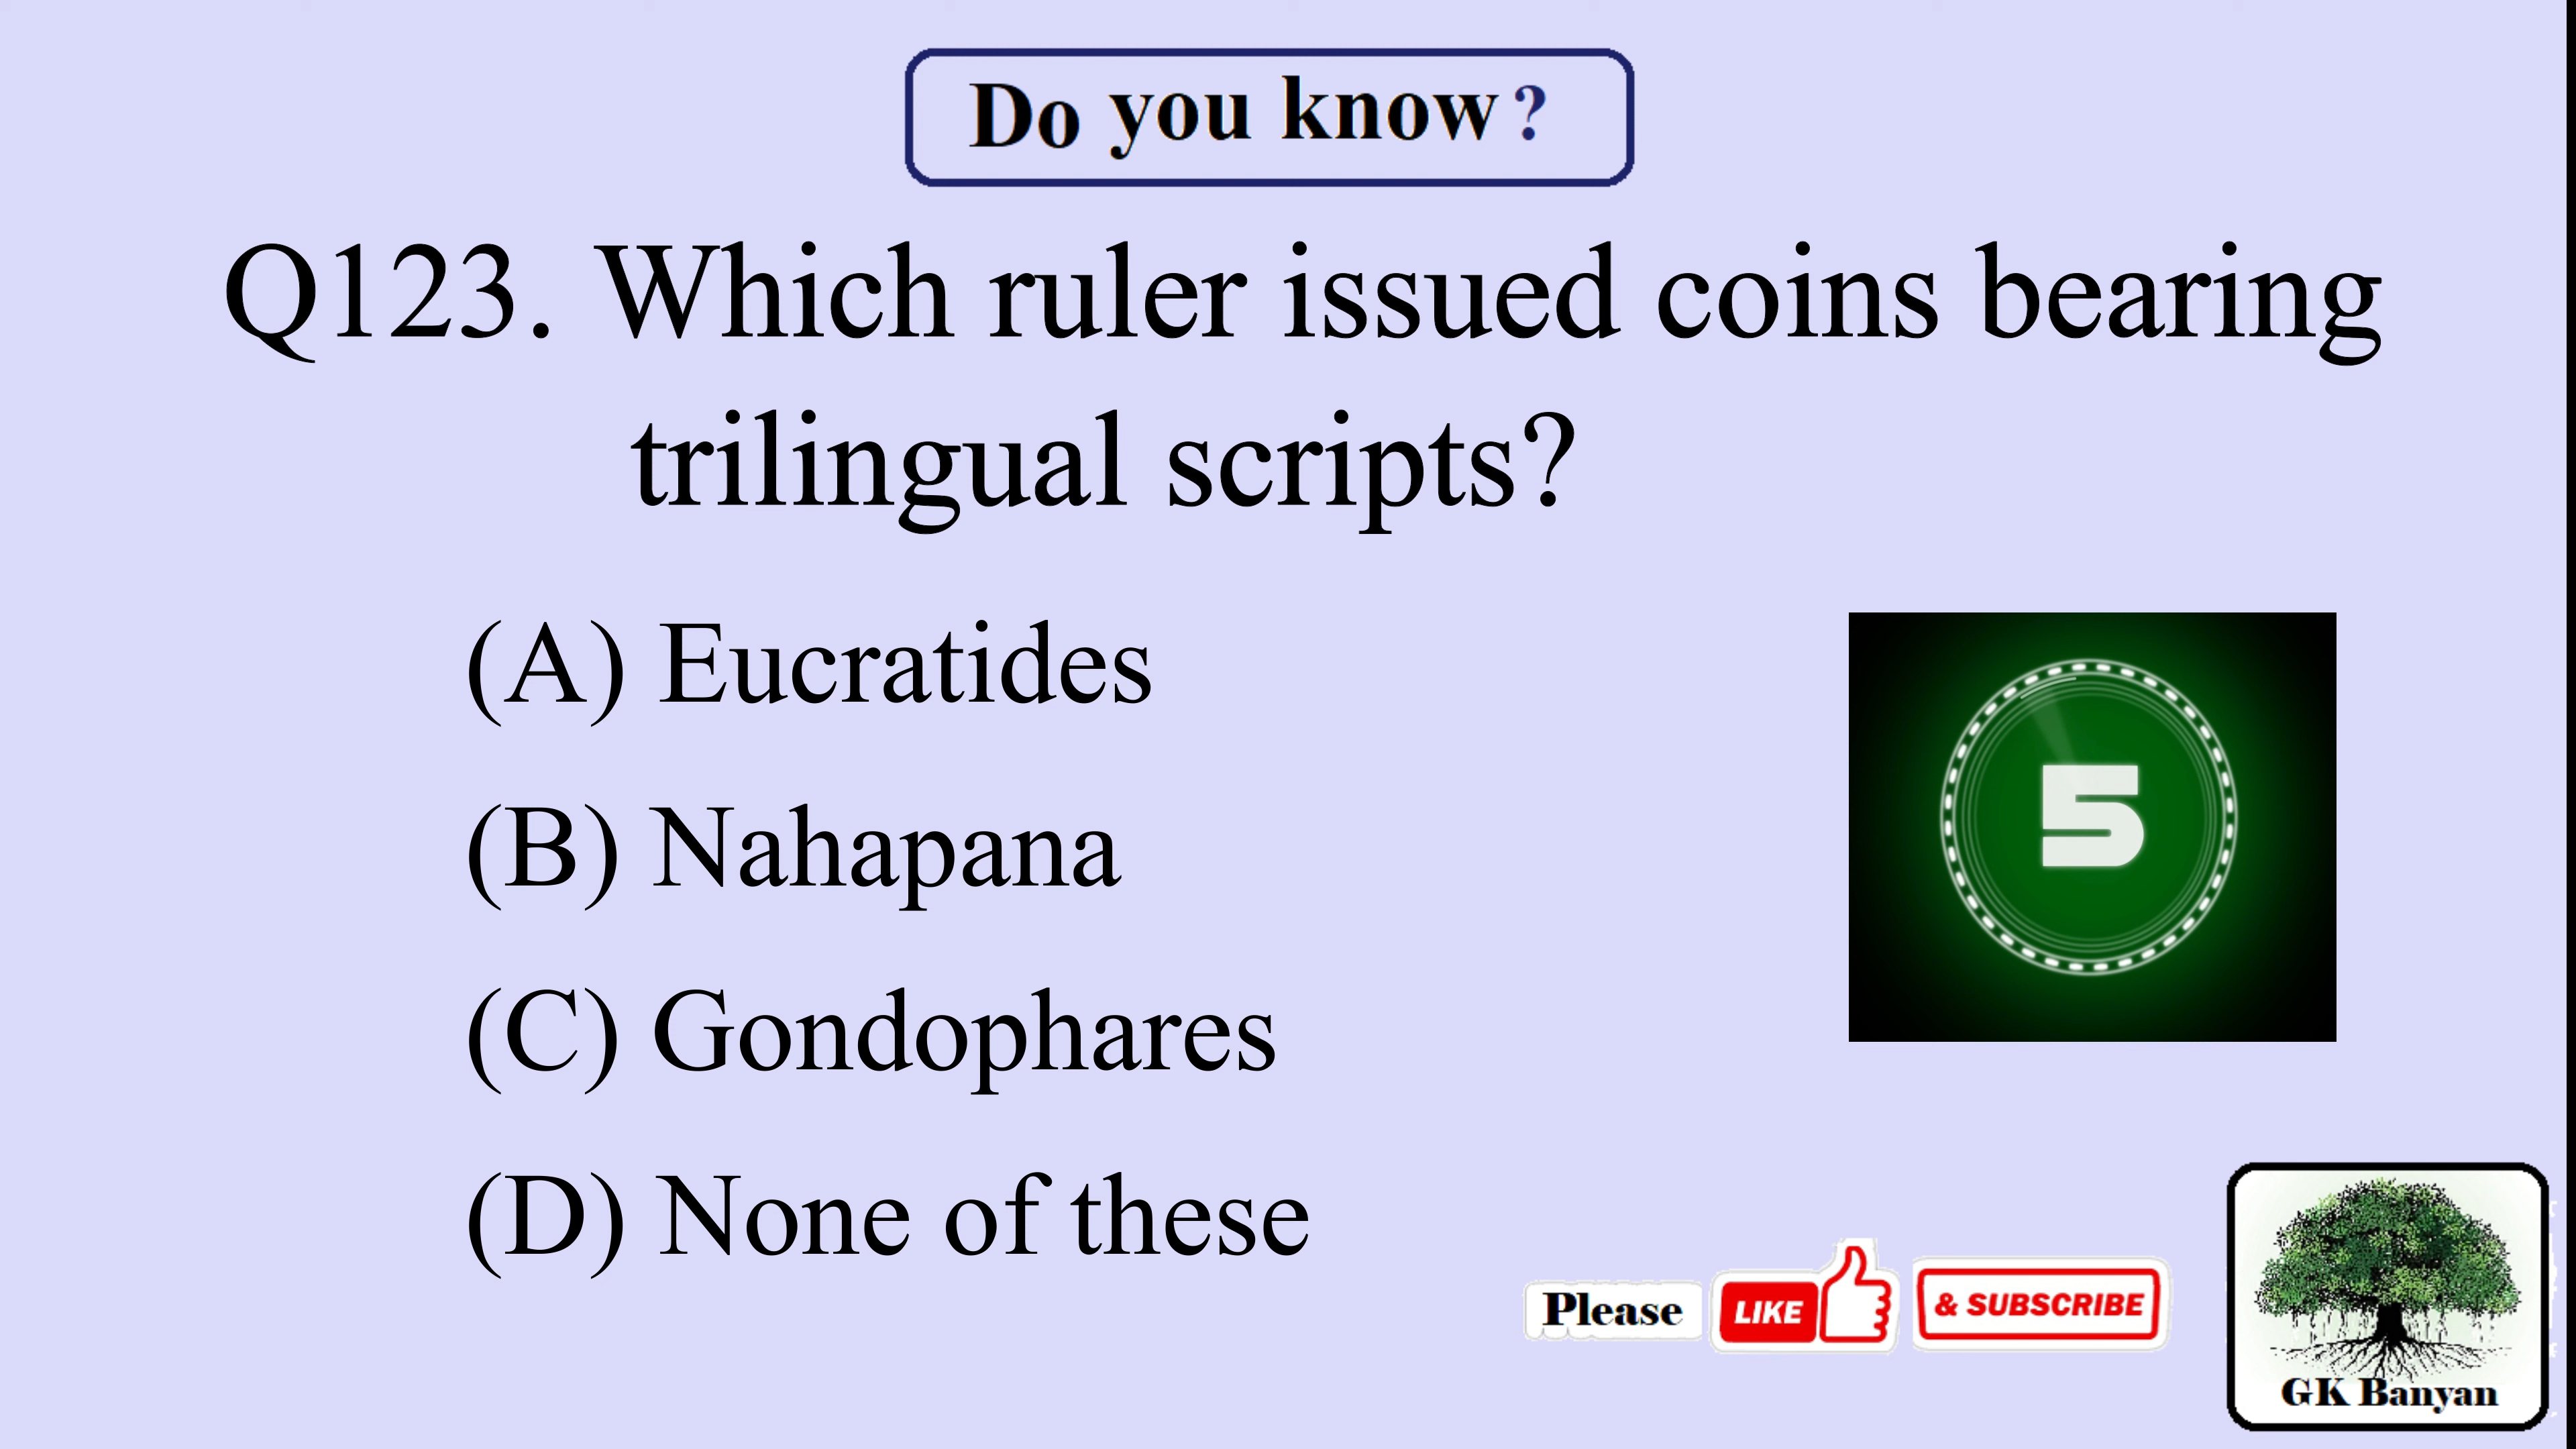 Do you know?
Q123. Which ruler issued coins bearing
trilingual scripts?
(A) Eucratides
(B) Nahapana
(C) Gondophares
(D) None of these
5
Please LIKE & SUBSCRIBE
GK Banyan